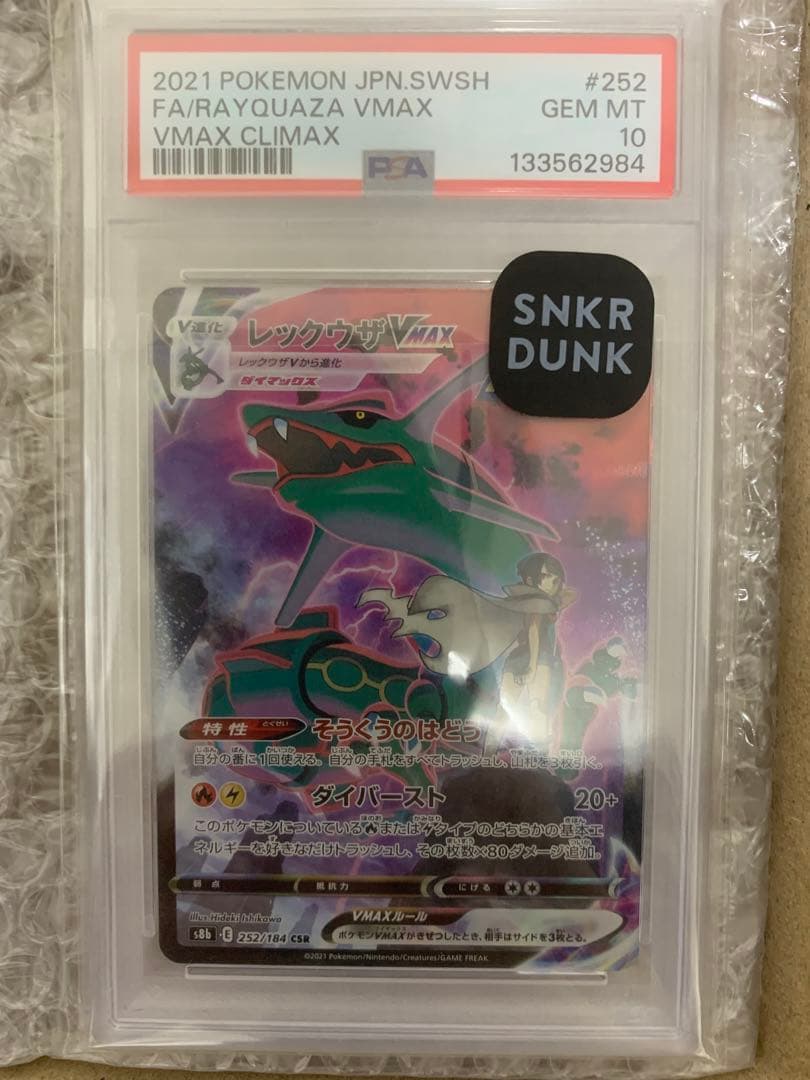 2021 POKEMON JPN.SWSH #252
FA/RAYQUAZA VMAX GEM MT
VMAX CLIMAX 10
PSA 133562984
SNKR
DUNK
V進化 レックウザVMAX
レックウザVから進化
ダイマックス
特性 とくせい そうくうのはどう
自分の番に1回使える。自分の手札をすべてトラッシュし、山札を3枚引く。
ダイバースト 20+
このポケモンについている またはタイプのどちらかの基本エ
ネルギーを好きなだけトラッシュし、その枚数×80ダメージ追加。
弱点 抵抗力 にげる
Illus. Hideki Ishikawa
VMAXルール
s8b E 252/184 CSR
ポケモンVMAXがきぜつしたとき、相手はサイドを3枚とる。
©2021 Pokémon/Nintendo/Creatures/GAME FREAK.